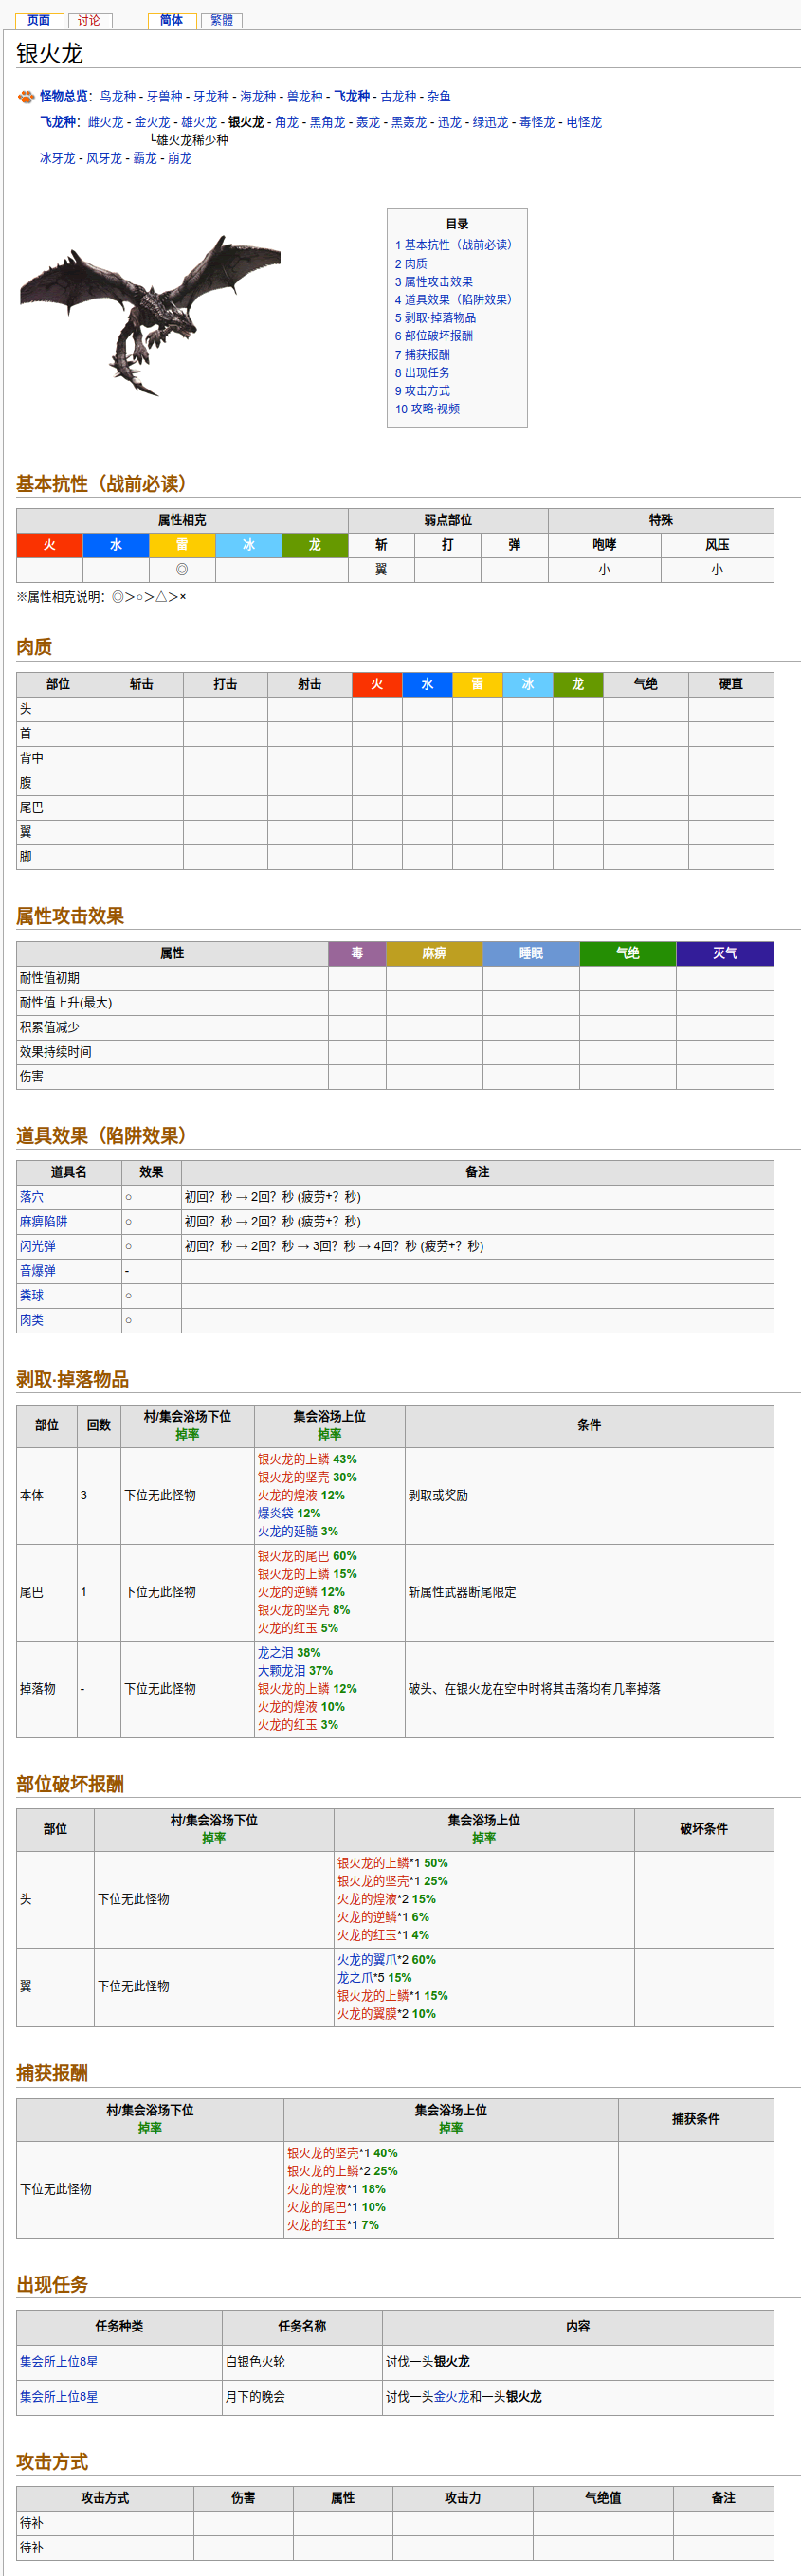 页面 讨论 简体 繁體
银火龙
怪物总览：鸟龙种 - 牙兽种 - 牙龙种 - 海龙种 - 兽龙种 - 飞龙种 - 古龙种 - 杂鱼
飞龙种：雌火龙 - 金火龙 - 雄火龙 - 银火龙 - 角龙 - 黑角龙 - 轰龙 - 黑轰龙 - 迅龙 - 绿迅龙 - 毒怪龙 - 电怪龙
└雄火龙稀少种
冰牙龙 - 风牙龙 - 霸龙 - 崩龙
目录
1 基本抗性（战前必读）
2 肉质
3 属性攻击效果
4 道具效果（陷阱效果）
5 剥取·掉落物品
6 部位破坏报酬
7 捕获报酬
8 出现任务
9 攻击方式
10 攻略·视频
基本抗性（战前必读）
属性相克 弱点部位 特殊
火 水 雷 冰 龙 斩 打 弹 咆哮 风压
◎ 翼 小 小
※属性相克说明：◎＞○＞△＞×
肉质
部位 斩击 打击 射击 火 水 雷 冰 龙 气绝 硬直
头
首
背中
腹
尾巴
翼
脚
属性攻击效果
属性 毒 麻痹 睡眠 气绝 灭气
耐性值初期
耐性值上升(最大)
积累值减少
效果持续时间
伤害
道具效果（陷阱效果）
道具名 效果 备注
落穴 ○ 初回？秒 → 2回？秒 (疲劳+？秒)
麻痹陷阱 ○ 初回？秒 → 2回？秒 (疲劳+？秒)
闪光弹 ○ 初回？秒 → 2回？秒 → 3回？秒 → 4回？秒 (疲劳+？秒)
音爆弹 -
粪球 ○
肉类 ○
剥取·掉落物品
部位 回数 村/集会浴场下位 集会浴场上位 条件
掉率 掉率
银火龙的上鳞 43%
银火龙的坚壳 30%
本体 3 下位无此怪物 火龙的煌液 12% 剥取或奖励
爆炎袋 12%
火龙的延髓 3%
银火龙的尾巴 60%
银火龙的上鳞 15%
尾巴 1 下位无此怪物 火龙的逆鳞 12% 斩属性武器断尾限定
银火龙的坚壳 8%
火龙的红玉 5%
龙之泪 38%
大颗龙泪 37%
掉落物 - 下位无此怪物 银火龙的上鳞 12% 破头、在银火龙在空中时将其击落均有几率掉落
火龙的煌液 10%
火龙的红玉 3%
部位破坏报酬
部位 村/集会浴场下位 集会浴场上位 破坏条件
掉率 掉率
银火龙的上鳞*1 50%
银火龙的坚壳*1 25%
头 下位无此怪物 火龙的煌液*2 15%
火龙的逆鳞*1 6%
火龙的红玉*1 4%
火龙的翼爪*2 60%
龙之爪*5 15%
翼 下位无此怪物
银火龙的上鳞*1 15%
火龙的翼膜*2 10%
捕获报酬
村/集会浴场下位 集会浴场上位 捕获条件
掉率 掉率
银火龙的坚壳*1 40%
银火龙的上鳞*2 25%
下位无此怪物 火龙的煌液*1 18%
火龙的尾巴*1 10%
火龙的红玉*1 7%
出现任务
任务种类 任务名称 内容
集会所上位8星 白银色火轮 讨伐一头银火龙
集会所上位8星 月下的晚会 讨伐一头金火龙和一头银火龙
攻击方式
攻击方式 伤害 属性 攻击力 气绝值 备注
待补
待补